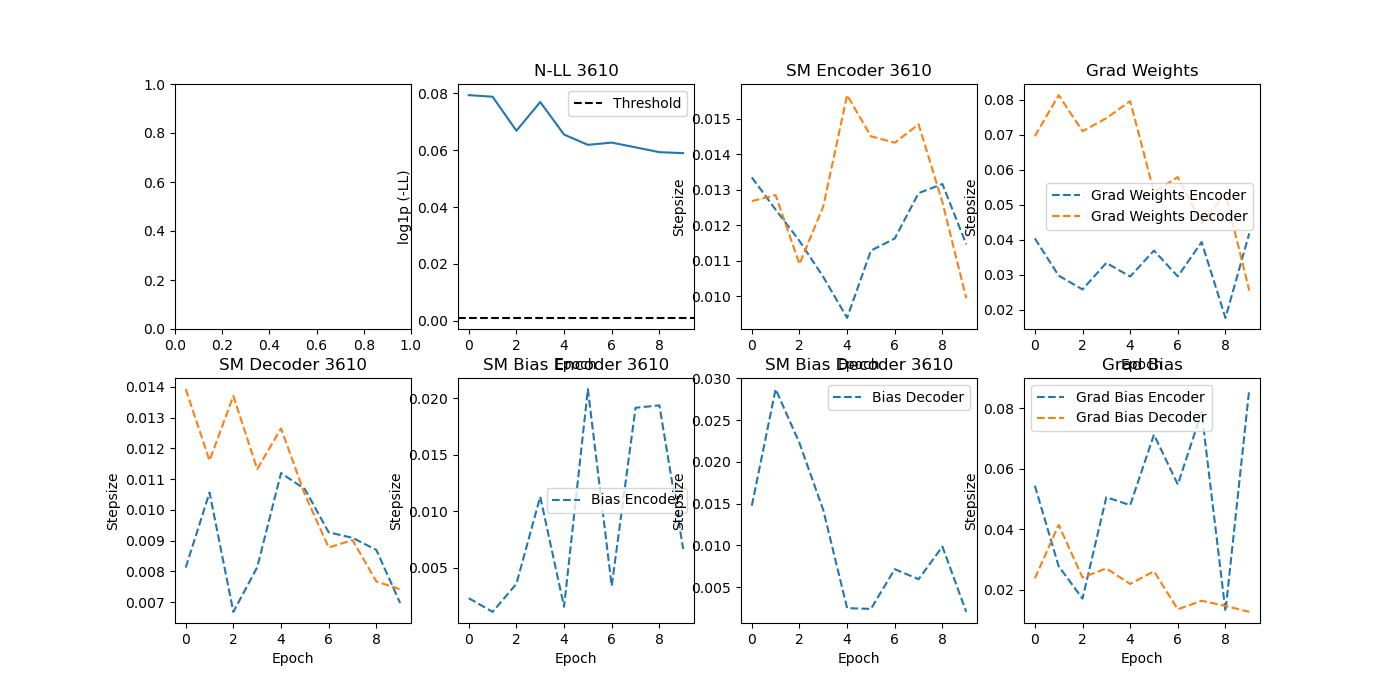 N-LL 3610
SM Encoder 3610
Grad Weights
1.0
0.8
0.6
0.4
0.2
0.0
0.0 0.2 0.4 0.6 0.8 1.0
log1p (-LL)
0.08
0.06
0.04
0.02
0.00
Threshold
0 2 4 6 8
Epoch
Stepsize
0.015
0.014
0.013
0.012
0.011
0.010
0 2 4 6 8
Epoch
Stepsize
0.08
0.07
0.06
0.05
0.04
0.03
0.02
Grad Weights Encoder
Grad Weights Decoder
0 2 4 6 8
Epoch
SM Decoder 3610
SM Bias Encoder 3610
SM Bias Decoder 3610
Grad Bias
Stepsize
0.014
0.013
0.012
0.011
0.010
0.009
0.008
0.007
0 2 4 6 8
Epoch
Stepsize
0.020
0.015
0.010
0.005
Bias Encoder
0 2 4 6 8
Epoch
Stepsize
0.030
0.025
0.020
0.015
0.010
0.005
Bias Decoder
0 2 4 6 8
Epoch
Stepsize
0.08
0.06
0.04
0.02
Grad Bias Encoder
Grad Bias Decoder
0 2 4 6 8
Epoch